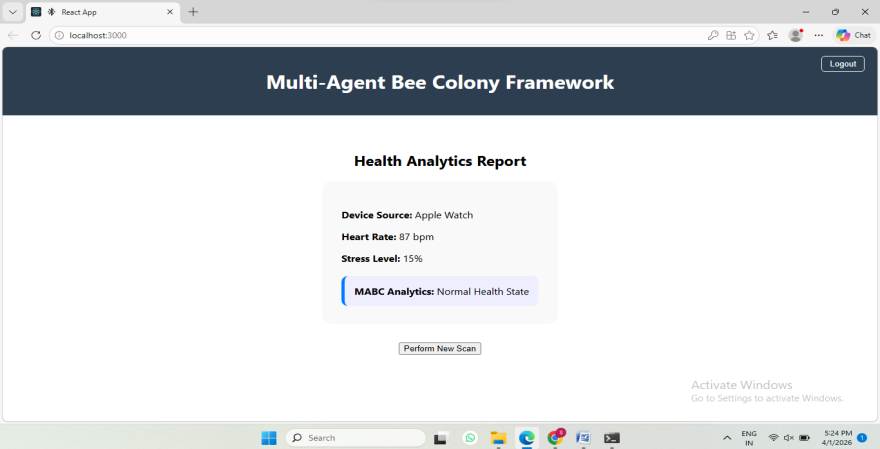 React App
localhost:3000
Chat
Logout
Multi-Agent Bee Colony Framework
Health Analytics Report
Device Source: Apple Watch
Heart Rate: 87 bpm
Stress Level: 15%
MABC Analytics: Normal Health State
Perform New Scan
Activate Windows
Go to Settings to activate Windows.
Search
ENG
IN
5:24 PM
4/1/2026
1